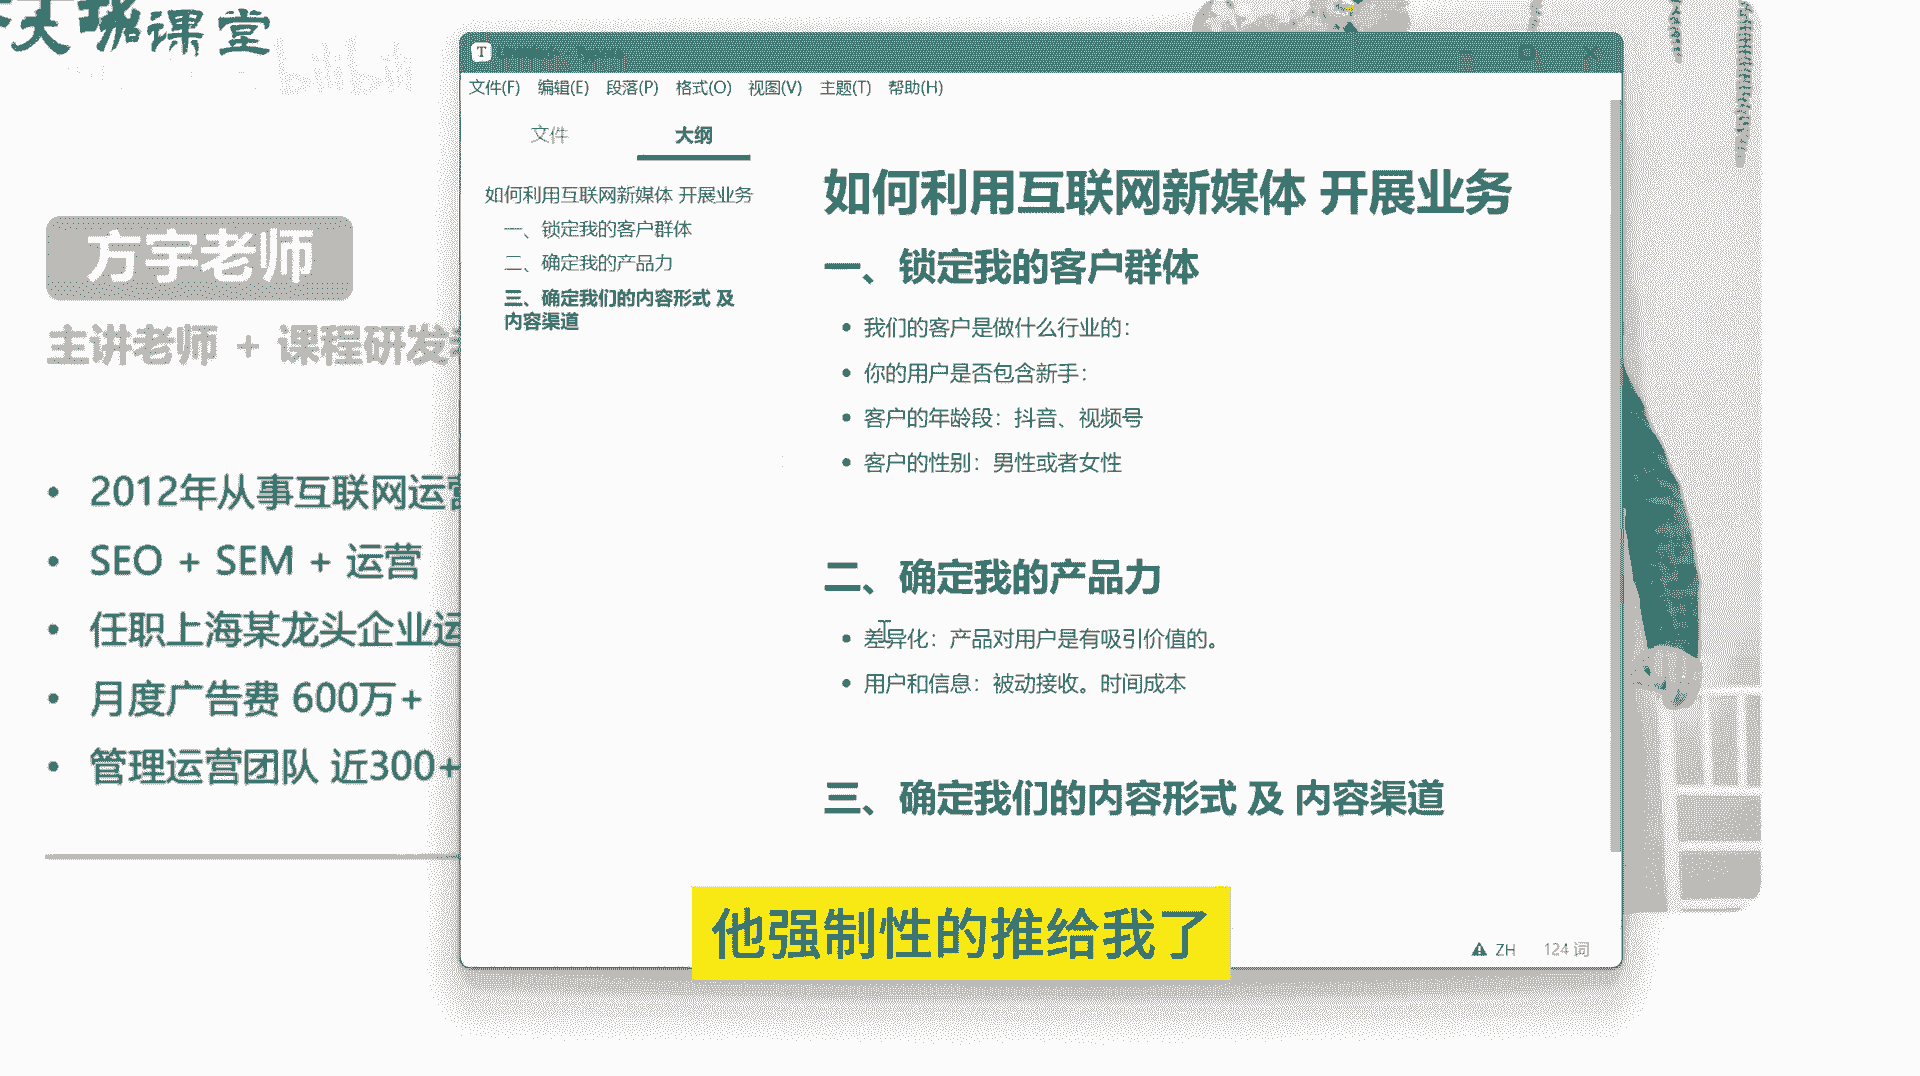 大咖课堂
bilibili
方宇老师
主讲老师 + 课程研发
2012年从事互联网运营
SEO + SEM + 运营
任职上海某龙头企业运
月度广告费 600万+
管理运营团队 近300+
T
文件(F) 编辑(E) 段落(P) 格式(O) 视图(V) 主题(T) 帮助(H)
文件 大纲
如何利用互联网新媒体 开展业务
一、锁定我的客户群体
二、确定我的产品力
三、确定我们的内容形式 及
内容渠道
如何利用互联网新媒体 开展业务
一、锁定我的客户群体
我们的客户是做什么行业的：
你的用户是否包含新手：
客户的年龄段：抖音、视频号
客户的性别：男性或者女性
二、确定我的产品力
差异化：产品对用户是有吸引价值的。
用户和信息：被动接收。时间成本
三、确定我们的内容形式 及 内容渠道
他强制性的推给我了
ZH 124 词